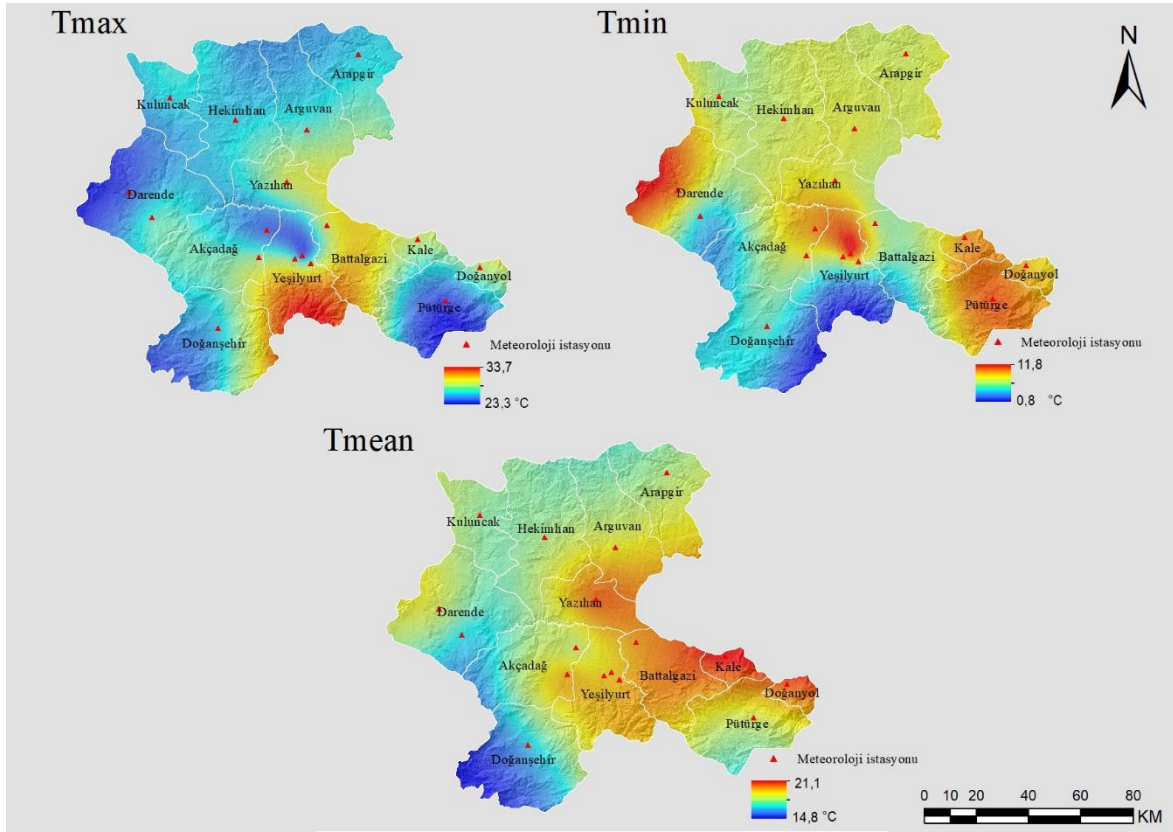 Tmax
Arapgir
Kuluncak
Hekimhan
Arguvan
Yazıhan
Darende
Akçadağ
Battalgazi
Kale
Yeşilyurt
Doğanyol
Pütürge
Doğanşehir
Meteoroloji istasyonu
33,7
23,3 °C
Tmin
N
Arapgir
Kuluncak
Hekimhan
Arguvan
Yazıhan
Darende
Akçadağ
Kale
Battalgazi
Yeşilyurt
Doğanyol
Pütürge
Doğanşehir
Meteoroloji istasyonu
11,8
0,8 °C
Tmean
Arapgir
Kuluncak
Hekimhan
Arguvan
Yazıhan
Darende
Akçadağ
Kale
Battalgazi
Yeşilyurt
Doğanyol
Pütürge
Doğanşehir
Meteoroloji istasyonu
21,1
14,8 °C
0 10 20 40 60 80
KM